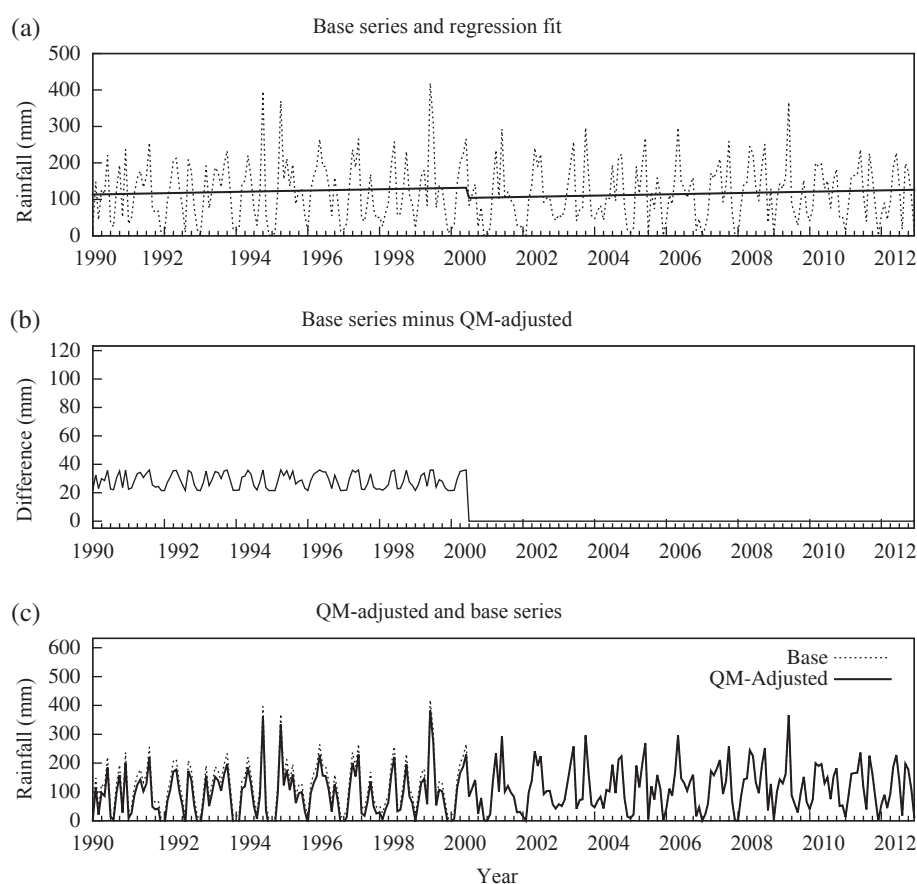 (a)
Base series and regression fit
Rainfall (mm)
500
400
300
200
100
0
1990 1992 1994 1996 1998 2000 2002 2004 2006 2008 2010 2012
(b)
Base series minus QM-adjusted
Difference (mm)
120
100
80
60
40
20
0
1990 1992 1994 1996 1998 2000 2002 2004 2006 2008 2010 2012
(c)
QM-adjusted and base series
Rainfall (mm)
600
500
400
300
200
100
0
Base
QM-Adjusted
1990 1992 1994 1996 1998 2000 2002 2004 2006 2008 2010 2012
Year